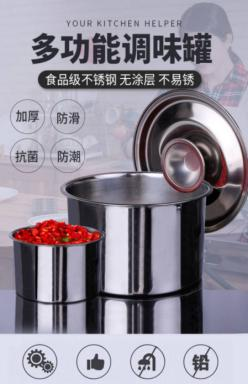 YOUR KITCHEN HELPER
多功能调味罐
食品级不锈钢 无涂层 不易锈
加厚 防滑
抗菌 防潮
铅